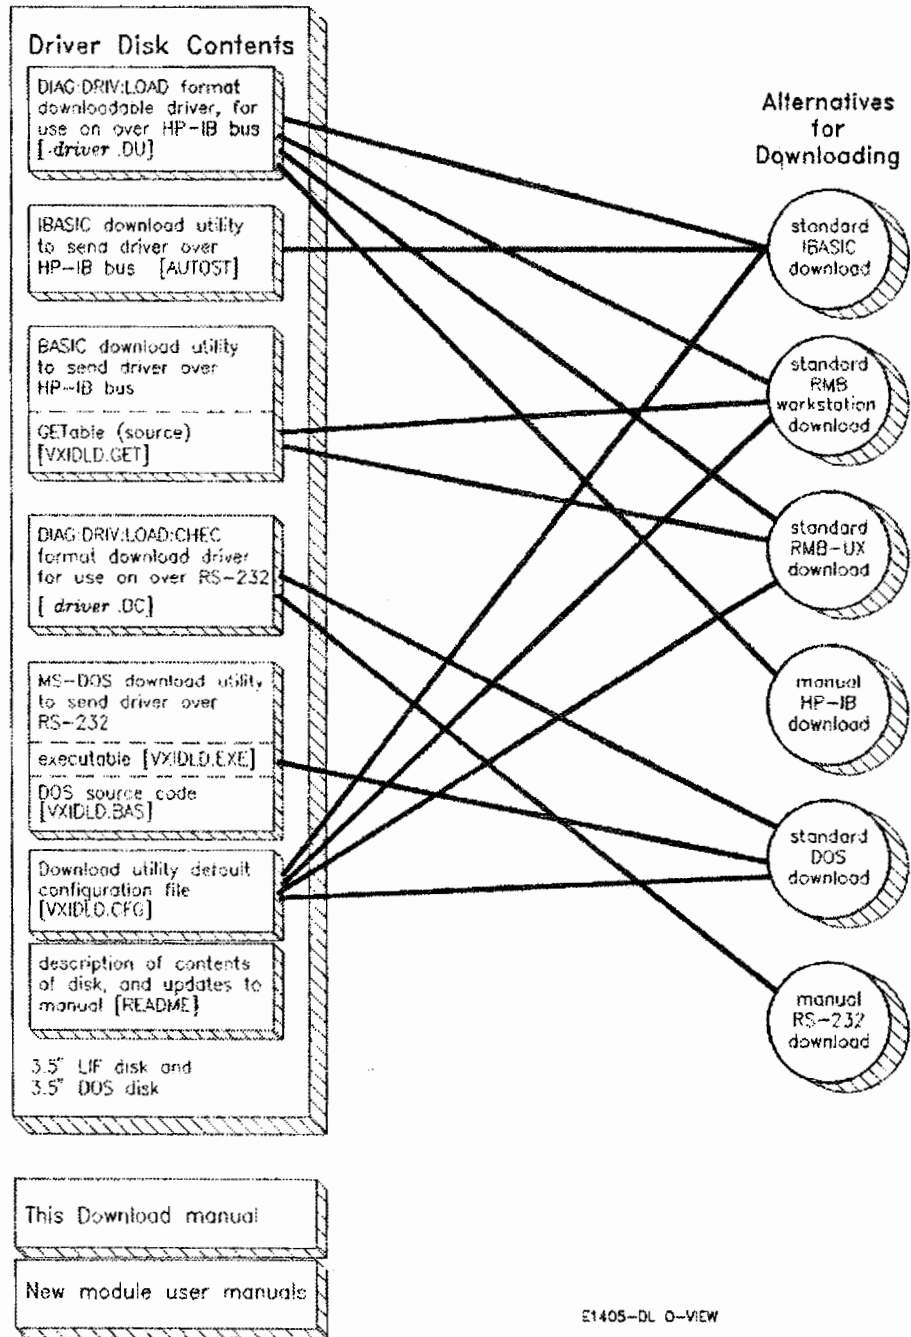 Driver Disk Contents
DIAG:DRIV:LOAD format
downloadable driver, for
use on over HP-IB bus
[ driver .DU]
IBASIC download utility
to send driver over
HP-IB bus [AUTOST]
BASIC download utility
to send driver over
HP-IB bus
GETable (source)
[VXIDLD.GET]
DIAG:DRIV:LOAD:CHEC
format download driver
for use on over RS-232
[ driver .DC]
MS-DOS download utility
to send driver over
RS-232
executable [VXIDLD.EXE]
DOS source code
[VXIDLD.BAS]
Download utility default
configuration file
[VXIDLD.CFG]
description of contents
of disk, and updates to
manual [README]
3.5" LIF disk and
3.5" DOS disk
This Download manual
New module user manuals
Alternatives
for
Downloading
standard
IBASIC
download
standard
RMB
workstation
download
standard
RMB-UX
download
manual
HP-IB
download
standard
DOS
download
manual
RS-232
download
E1405-DL O-VIEW